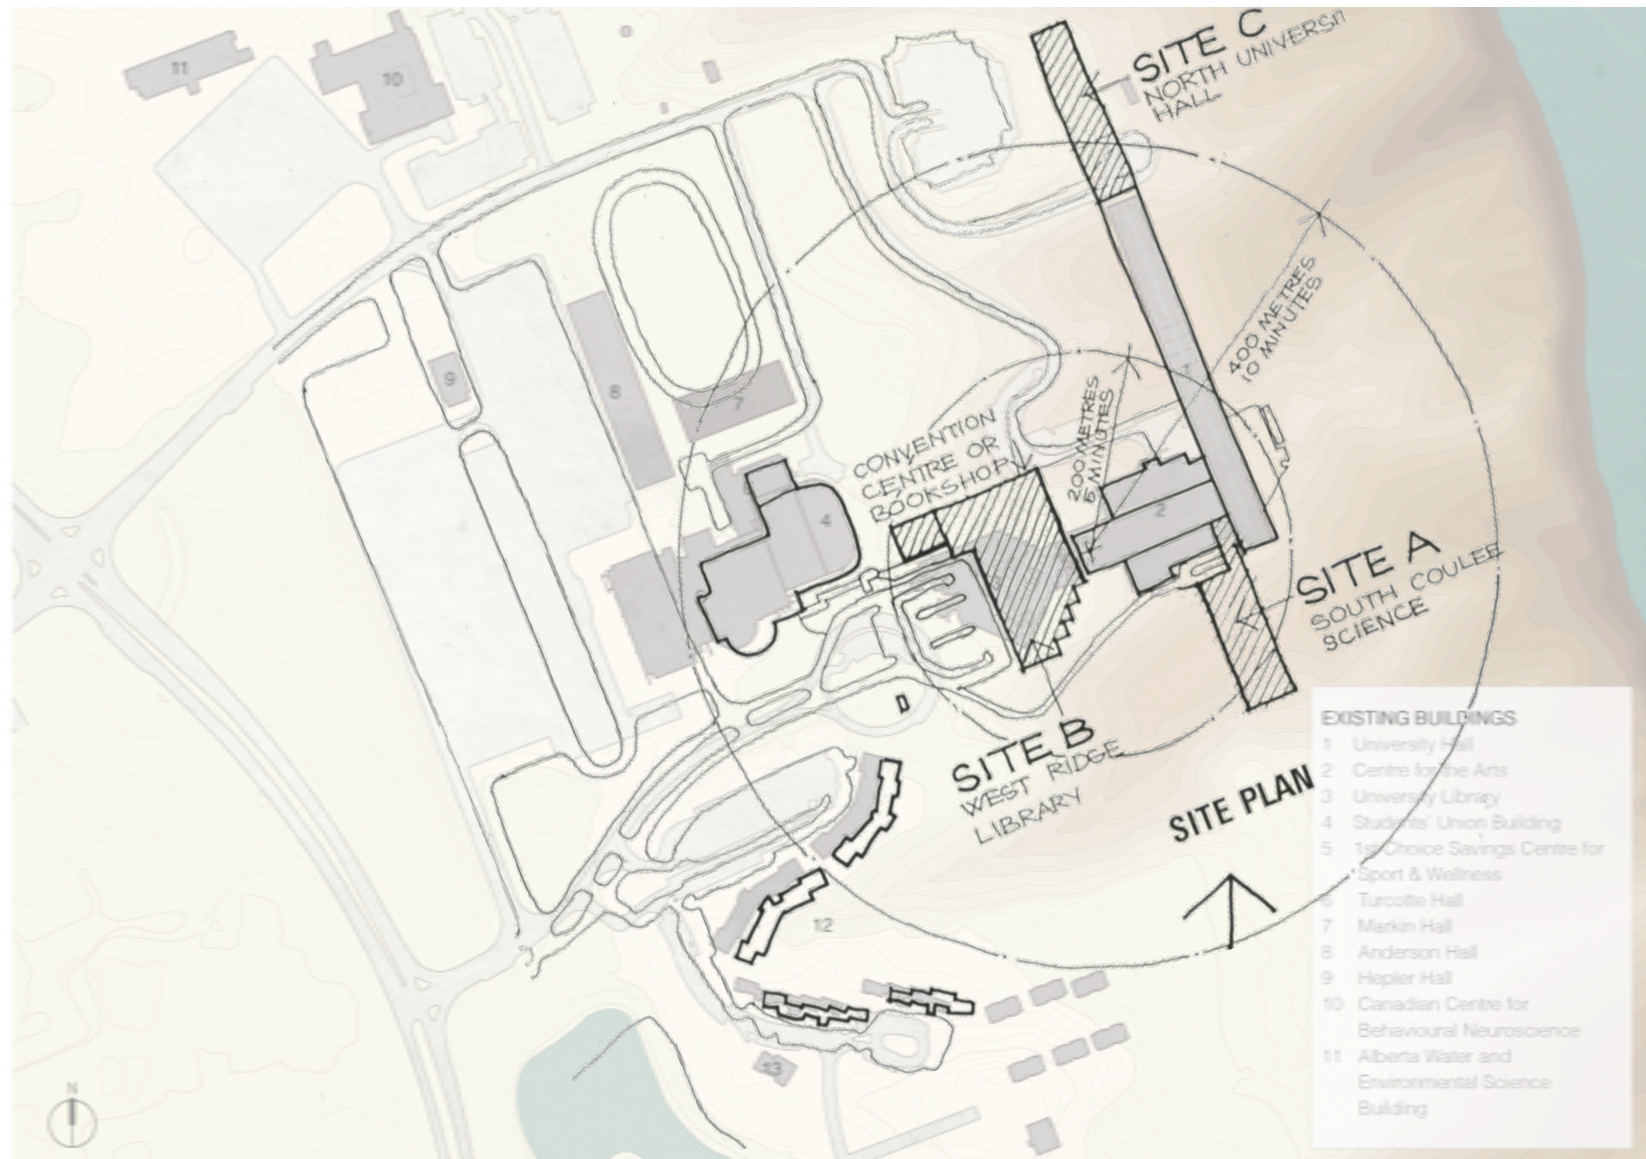 SITE C
NORTH UNIVERSI
HALL
11
10
9
8
7
5
4
1
2
3
400 METRES
10 MINUTES
200 METRES
5 MINUTES
CONVENTION
CENTRE OR
BOOKSHOP
SITE A
SOUTH COULEE
SCIENCE
SITE B
WEST RIDGE
LIBRARY
SITE PLAN
12
13
N
EXISTING BUILDINGS
1 University Hall
2 Centre for the Arts
3 University Library
4 Students' Union Building
5 1st Choice Savings Centre for
Sport & Wellness
6 Turcotte Hall
7 Markin Hall
8 Anderson Hall
9 Hepler Hall
10 Canadian Centre for
Behavioural Neuroscience
11 Alberta Water and
Environmental Science
Building